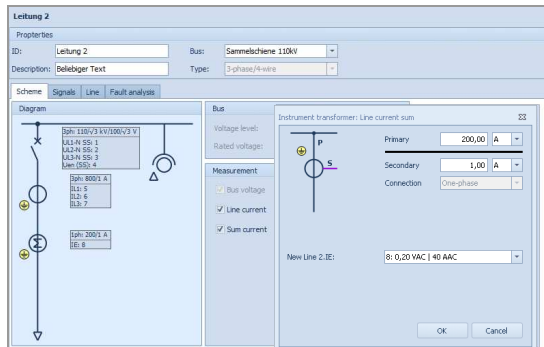 Leitung 2
Propterties
ID: Leitung 2 Bus: Sammelschiene 110kV
Description: Beliebiger Text Type: 3-phase/4-wire
Scheme Signals Line Fault analysis
Diagram
3ph: 110/√3 kV/100/√3 V
UL1-N SS: 1
UL2-N SS: 2
UL3-N SS: 3
Uen (SS): 4
3ph: 800/1 A
IL1: 5
IL2: 6
IL3: 7
1ph: 200/1 A
IE: 8
Σ
Bus
Voltage level:
Rated voltage:
Measurement
Bus voltage
Line current
Sum current
Instrument transformer: Line current sum
P
S
Primary 200,00 A
Secondary 1,00 A
Connection One-phase
New Line 2.IE: 8: 0,20 VAC | 40 AAC
OK Cancel